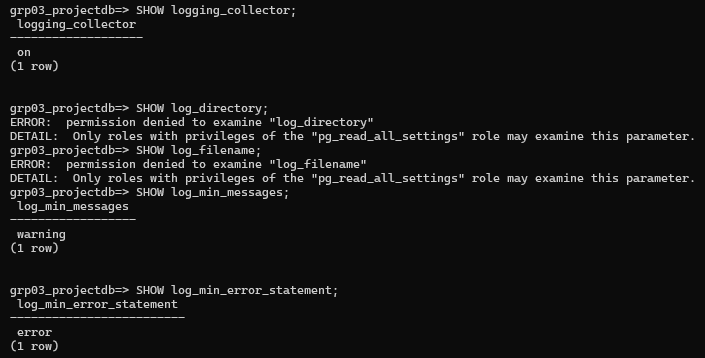 grp03_projectdb=> SHOW logging_collector;
 logging_collector
-------------------
 on
(1 row)


grp03_projectdb=> SHOW log_directory;
ERROR:  permission denied to examine "log_directory"
DETAIL:  Only roles with privileges of the "pg_read_all_settings" role may examine this parameter.
grp03_projectdb=> SHOW log_filename;
ERROR:  permission denied to examine "log_filename"
DETAIL:  Only roles with privileges of the "pg_read_all_settings" role may examine this parameter.
grp03_projectdb=> SHOW log_min_messages;
 log_min_messages
------------------
 warning
(1 row)


grp03_projectdb=> SHOW log_min_error_statement;
 log_min_error_statement
-------------------------
 error
(1 row)